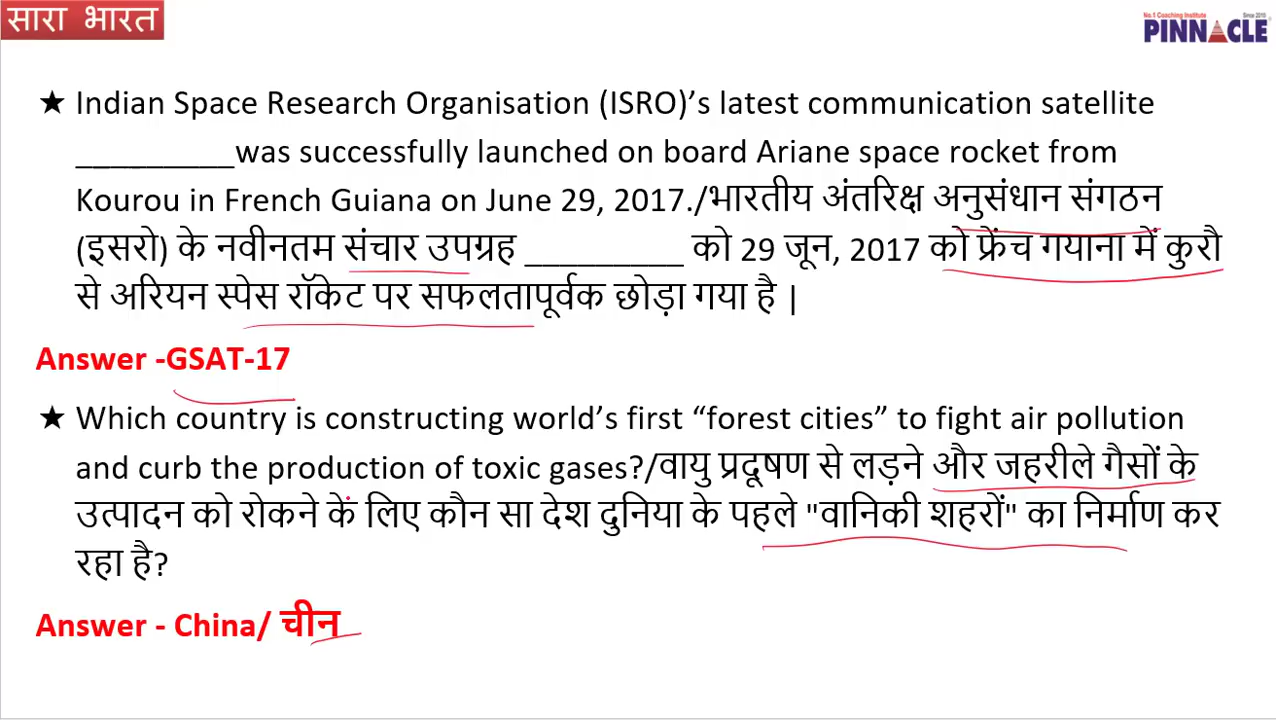 सारा भारत
No.1 Coaching Institute Since 2010
PINNACLE
★ Indian Space Research Organisation (ISRO)’s latest communication satellite
_________was successfully launched on board Ariane space rocket from
Kourou in French Guiana on June 29, 2017./भारतीय अंतरिक्ष अनुसंधान संगठन
(इसरो) के नवीनतम संचार उपग्रह _________ को 29 जून, 2017 को फ्रेंच गयाना में कुरौ
से अरियन स्पेस रॉकेट पर सफलतापूर्वक छोड़ा गया है |
Answer -GSAT-17
★ Which country is constructing world’s first “forest cities” to fight air pollution
and curb the production of toxic gases?/वायु प्रदूषण से लड़ने और जहरीले गैसों के
उत्पादन को रोकने कें लिए कौन सा देश दुनिया के पहले "वानिकी शहरों" का निर्माण कर
रहा है?
Answer - China/ चीन